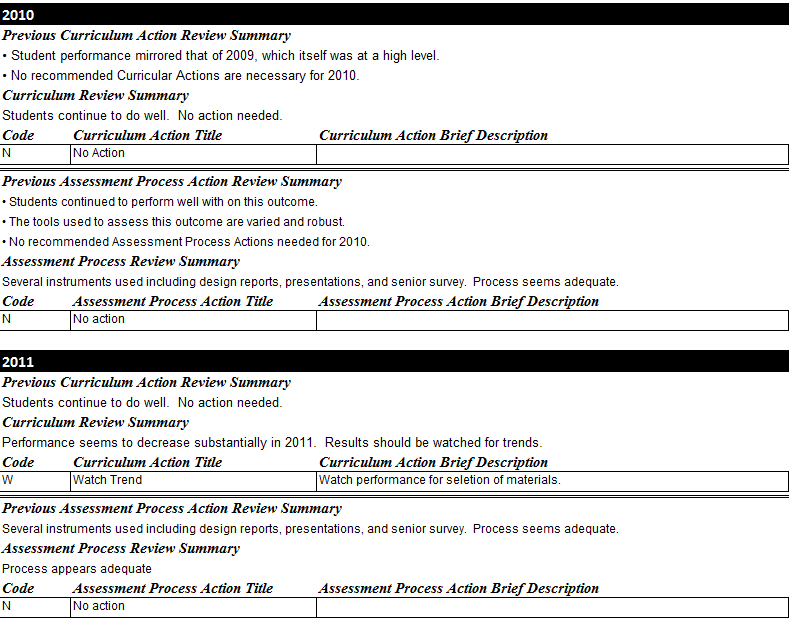 2010
Previous Curriculum Action Review Summary
• Student performance mirrored that of 2009, which itself was at a high level.
• No recommended Curricular Actions are necessary for 2010.
Curriculum Review Summary
Students continue to do well.  No action needed.
Code Curriculum Action Title Curriculum Action Brief Description
N No Action
Previous Assessment Process Action Review Summary
• Students continued to perform well with on this outcome.
• The tools used to assess this outcome are varied and robust.
• No recommended Assessment Process Actions needed for 2010.
Assessment Process Review Summary
Several instruments used including design reports, presentations, and senior survey.  Process seems adequate.
Code Assessment Process Action Title Assessment Process Action Brief Description
N No action
2011
Previous Curriculum Action Review Summary
Students continue to do well.  No action needed.
Curriculum Review Summary
Performance seems to decrease substantially in 2011.  Results should be watched for trends.
Code Curriculum Action Title Curriculum Action Brief Description
W Watch Trend Watch performance for seletion of materials.
Previous Assessment Process Action Review Summary
Several instruments used including design reports, presentations, and senior survey.  Process seems adequate.
Assessment Process Review Summary
Process appears adequate
Code Assessment Process Action Title Assessment Process Action Brief Description
N No action